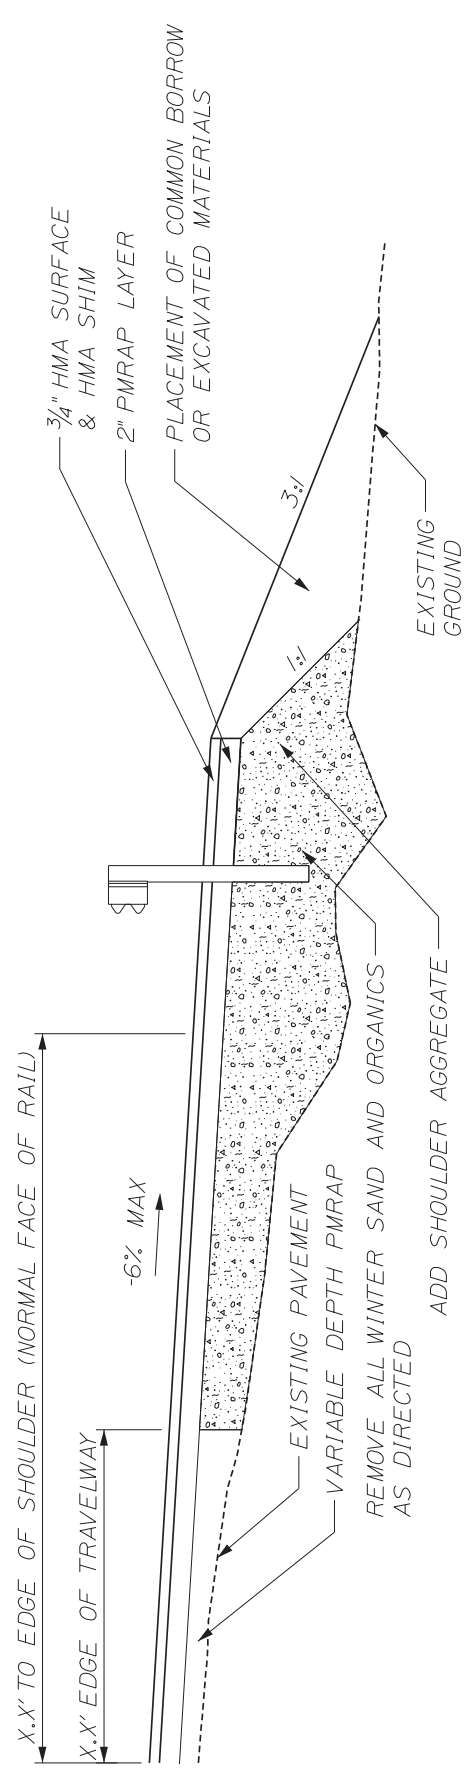 X.X' TO EDGE OF SHOULDER (NORMAL FACE OF RAIL)
X.X' EDGE OF TRAVELWAY
-6% MAX
3/4" HMA SURFACE
& HMA SHIM
2" PMRAP LAYER
PLACEMENT OF COMMON BORROW
OR EXCAVATED MATERIALS
3:1
1:1
EXISTING
GROUND
EXISTING PAVEMENT
VARIABLE DEPTH PMRAP
REMOVE ALL WINTER SAND AND ORGANICS
AS DIRECTED
ADD SHOULDER AGGREGATE